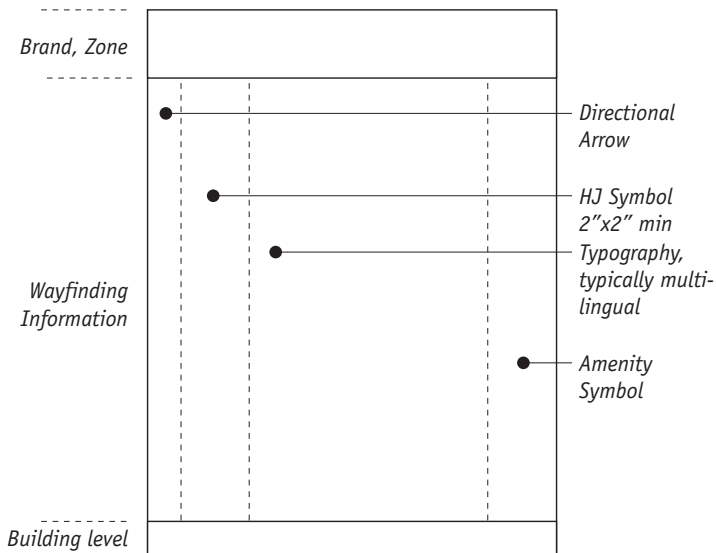 Brand, Zone
Directional
Arrow
HJ Symbol
2”x2” min
Typography,
typically multi-
lingual
Wayfinding
Information
Amenity
Symbol
Building level